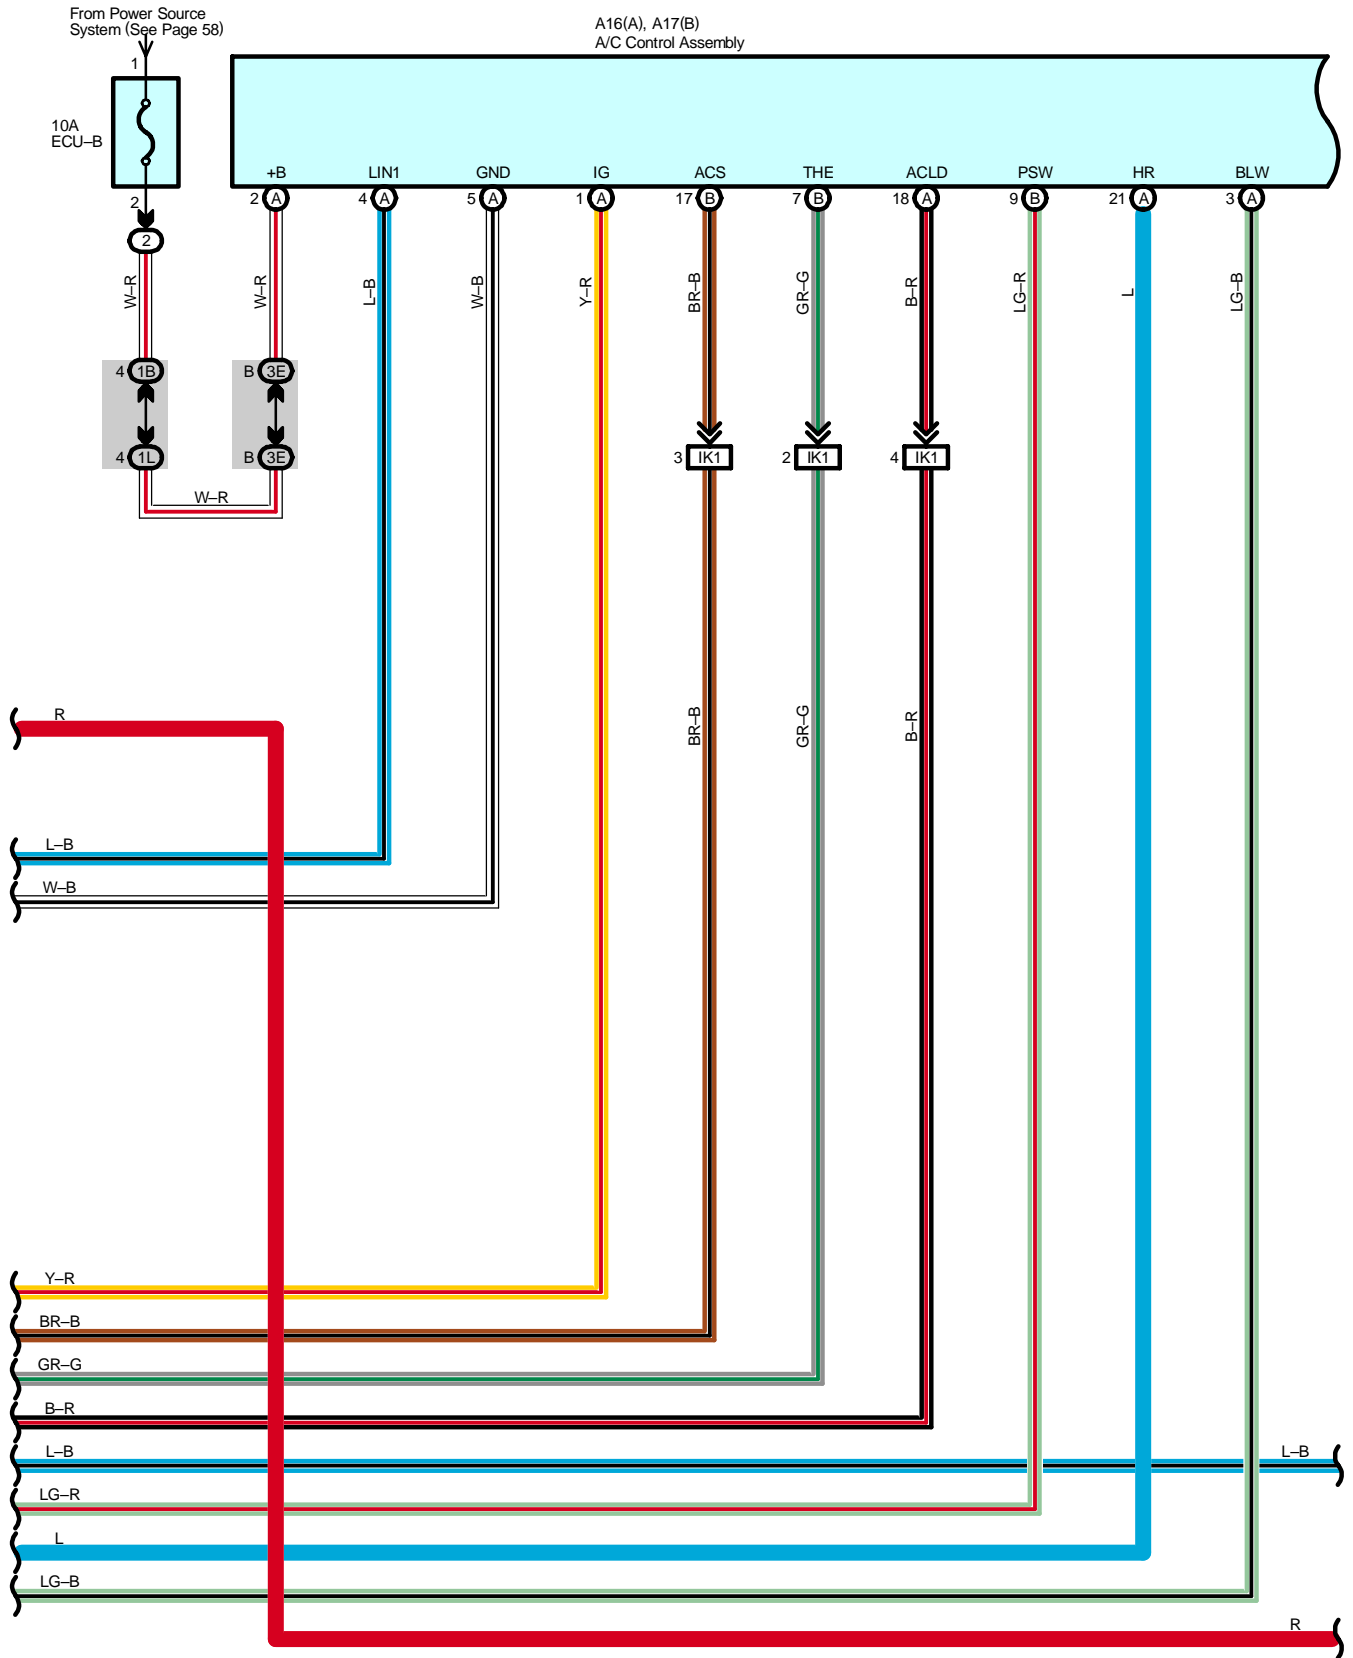 From Power Source
System (See Page 58)
1
10A
ECU–B
2
2
A16(A), A17(B)
A/C Control Assembly
+B
LIN1
GND
IG
ACS
THE
ACLD
PSW
HR
BLW
2 A
4 A
5 A
1 A
17 B
7 B
18 A
9 B
21 A
3 A
W–R
W–R
L–B
W–B
Y–R
BR–B
GR–G
B–R
LG–R
L
LG–B
4 1B
B 3E
4 1L
B 3E
3 IK1
2 IK1
4 IK1
W–R
R
BR–B
GR–G
B–R
L–B
W–B
Y–R
BR–B
GR–G
B–R
L–B
L–B
LG–R
L
LG–B
R